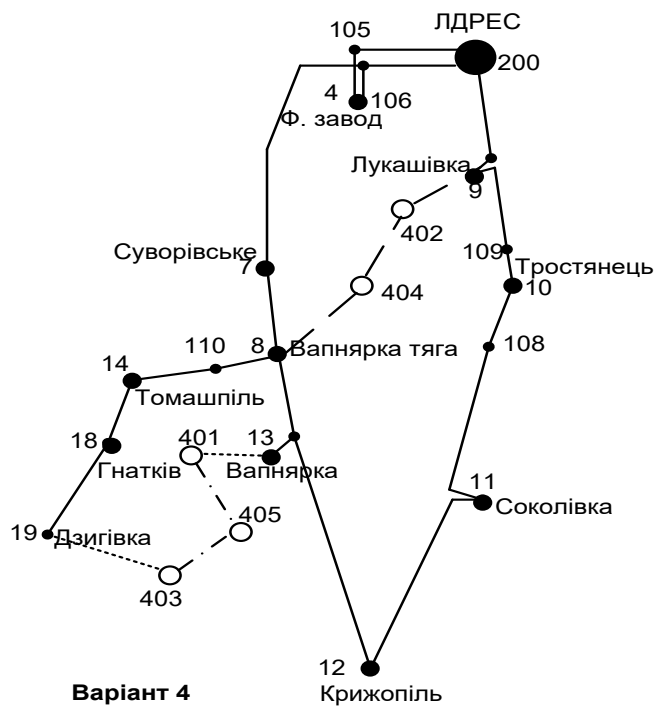 ЛДРЕС
105
200
4
106
Ф. завод
Лукашівка
9
402
Суворівське
7
109
Тростянець
10
404
110
8
Вапнярка тяга
108
14
Томашпіль
18
401
13
Гнатків
Вапнярка
11
Соколівка
19
Дзигівка
405
403
12
Варіант 4
Крижопіль